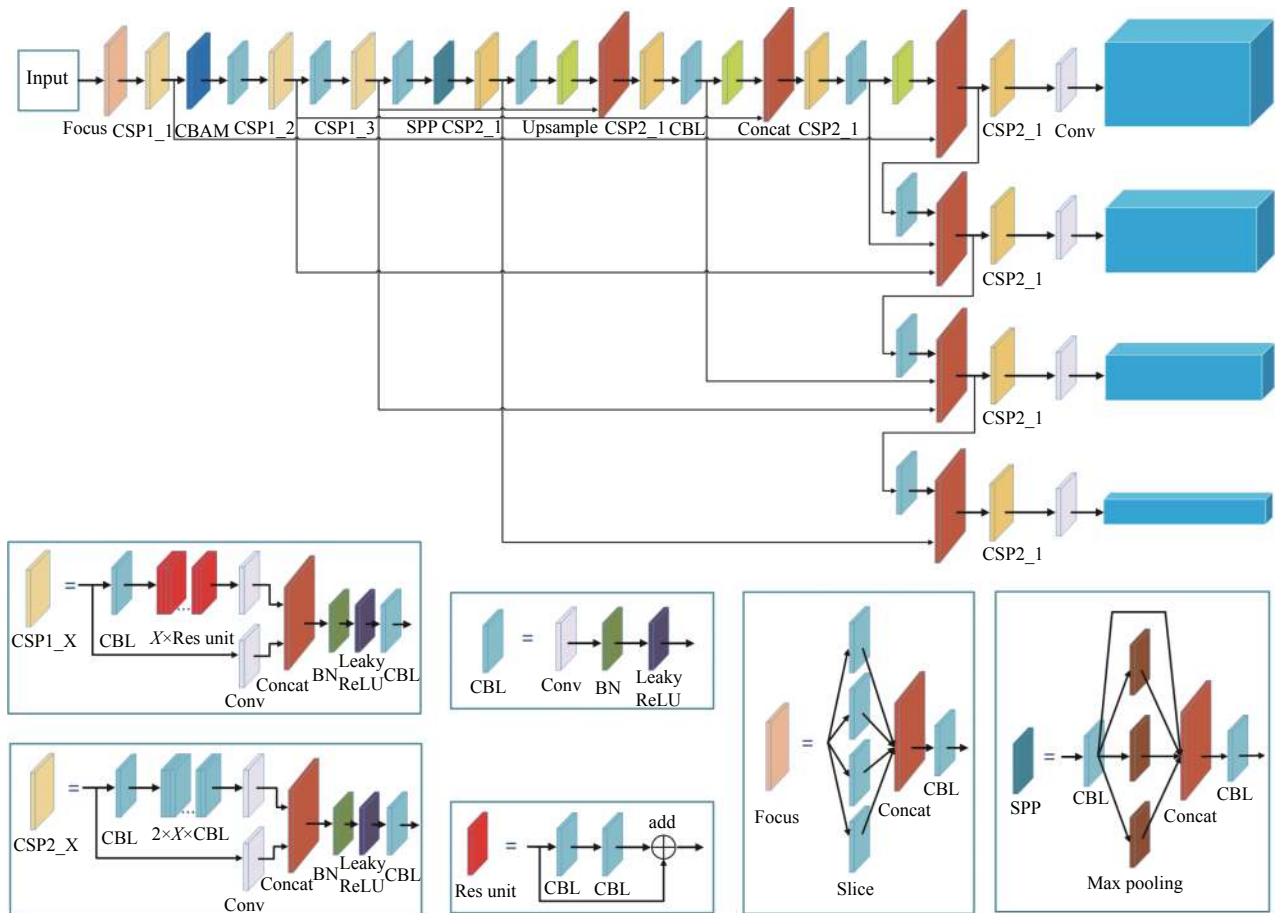 Input
Focus
CSP1_1
CBAM
CSP1_2
CSP1_3
SPP
CSP2_1
Upsample
CSP2_1
CBL
Concat
CSP2_1
CSP2_1
Conv
CSP2_1
CSP2_1
CSP2_1
CSP1_X
=
CBL
...
X×Res unit
Conv
Concat
BN
Leaky
ReLU
CBL
CBL
=
Conv
BN
Leaky
ReLU
CSP2_X
=
CBL
...
2×X×CBL
Conv
Concat
BN
Leaky
ReLU
CBL
Res unit
=
CBL
CBL
add
Focus
=
Slice
Concat
CBL
SPP
=
CBL
Max pooling
Concat
CBL